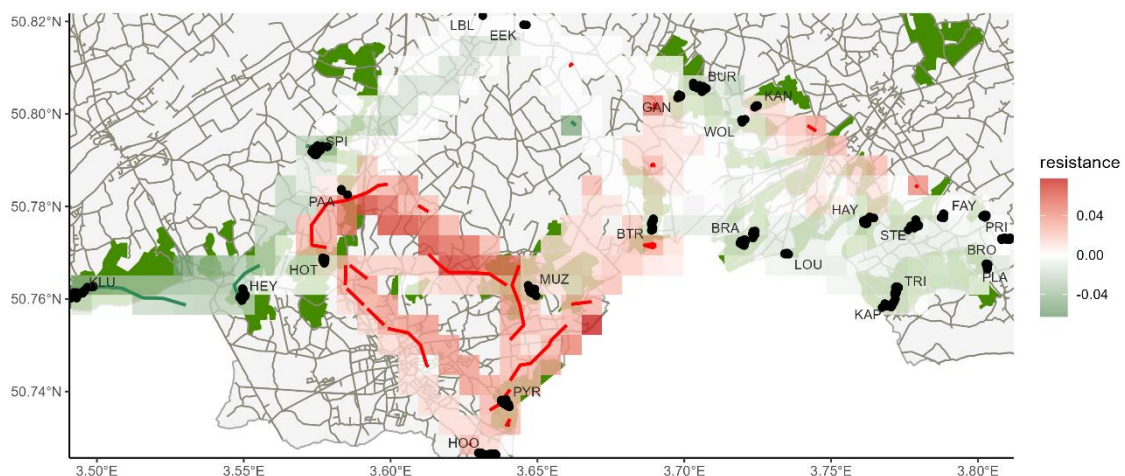 50.82°N
50.80°N
50.78°N
50.76°N
50.74°N
LBL
EEK
BUR
GAN
KAN
WOL
SPI
PAA
HAY
FAY
BTR
BRA
STE
PRI
BRO
HOT
LOU
PLA
KLU
HEY
MUZ
TRI
KAP
PYR
HOO
3.50°E
3.55°E
3.60°E
3.65°E
3.70°E
3.75°E
3.80°E
resistance
0.04
0.00
-0.04